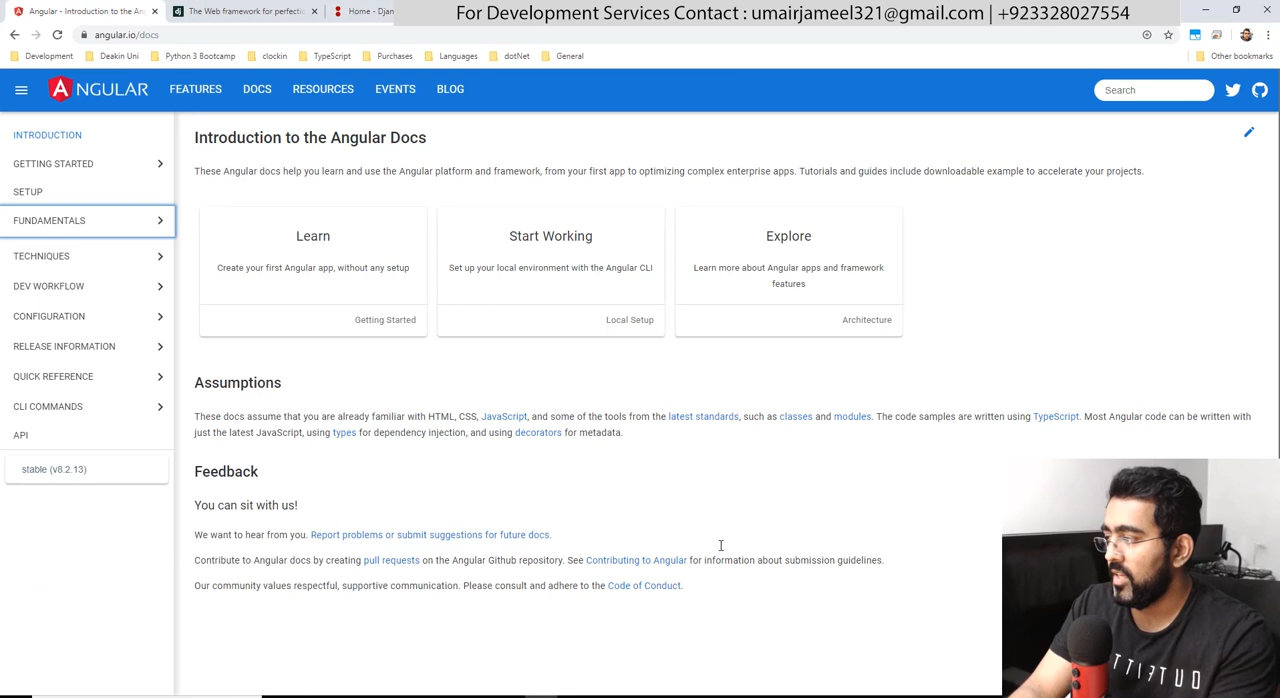 Angular - Introduction to the An
The Web framework for perfectio
Home - Djan
For Development Services Contact : umairjameel321@gmail.com | +923328027554
angular.io/docs
Development
Deakin Uni
Python 3 Bootcamp
clockin
TypeScript
Purchases
Languages
dotNet
General
Other bookmarks
ANGULAR
FEATURES
DOCS
RESOURCES
EVENTS
BLOG
Search
INTRODUCTION
GETTING STARTED
SETUP
FUNDAMENTALS
TECHNIQUES
DEV WORKFLOW
CONFIGURATION
RELEASE INFORMATION
QUICK REFERENCE
CLI COMMANDS
API
stable (v8.2.13)
Introduction to the Angular Docs
These Angular docs help you learn and use the Angular platform and framework, from your first app to optimizing complex enterprise apps. Tutorials and guides include downloadable example to accelerate your projects.
Learn
Create your first Angular app, without any setup
Getting Started
Start Working
Set up your local environment with the Angular CLI
Local Setup
Explore
Learn more about Angular apps and framework
features
Architecture
Assumptions
These docs assume that you are already familiar with HTML, CSS, JavaScript, and some of the tools from the latest standards, such as classes and modules. The code samples are written using TypeScript. Most Angular code can be written with
just the latest JavaScript, using types for dependency injection, and using decorators for metadata.
Feedback
You can sit with us!
We want to hear from you. Report problems or submit suggestions for future docs.
Contribute to Angular docs by creating pull requests on the Angular Github repository. See Contributing to Angular for information about submission guidelines.
Our community values respectful, supportive communication. Please consult and adhere to the Code of Conduct.